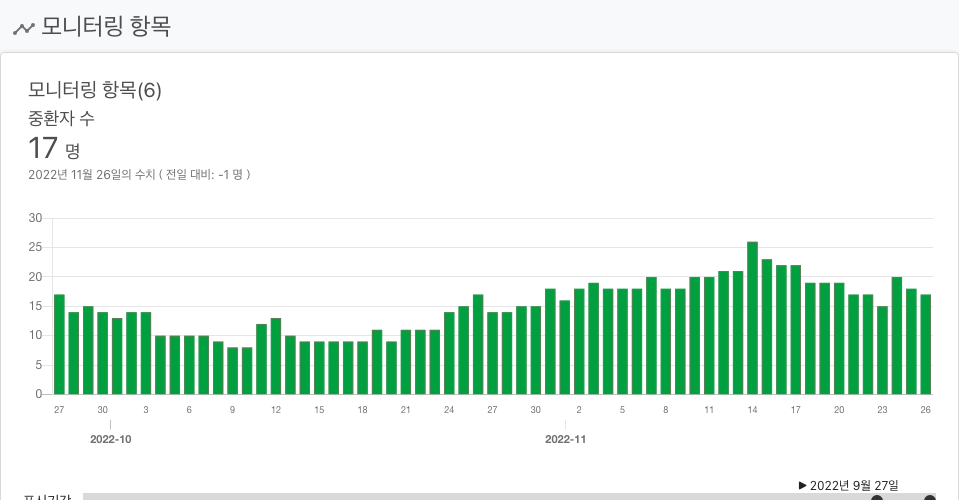 모니터링 항목
모니터링 항목(6)
중환자 수
17 명
2022년 11월 26일의 수치 ( 전일 대비: -1 명 )
30
25
20
15
10
5
0
27 30 3 6 9 12 15 18 21 24 27 30 2 5 8 11 14 17 20 23 26
2022-10 2022-11
▶ 2022년 9월 27일
표시기간